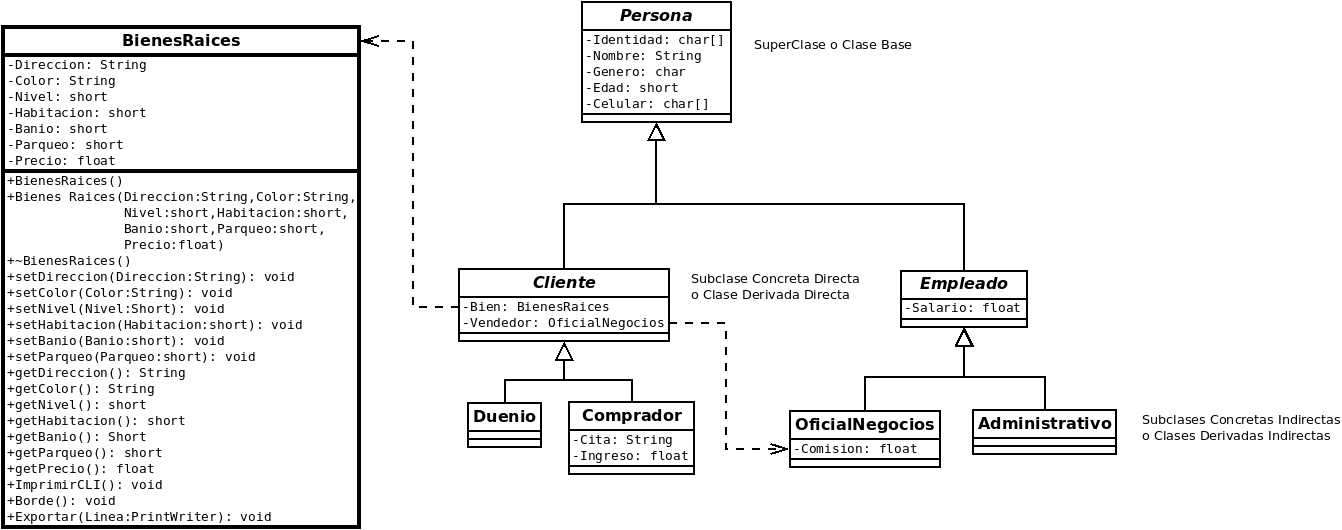 BienesRaices
-Direccion: String
-Color: String
-Nivel: short
-Habitacion: short
-Banio: short
-Parqueo: short
-Precio: float
+BienesRaices()
+Bienes Raices(Direccion:String,Color:String,
Nivel:short,Habitacion:short,
Banio:short,Parqueo:short,
Precio:float)
+~BienesRaices()
+setDireccion(Direccion:String): void
+setColor(Color:String): void
+setNivel(Nivel:Short): void
+setHabitacion(Habitacion:short): void
+setBanio(Banio:short): void
+setParqueo(Parqueo:short): void
+getDireccion(): String
+getColor(): String
+getNivel(): short
+getHabitacion(): short
+getBanio(): Short
+getParqueo(): short
+getPrecio(): float
+ImprimirCLI(): void
+Borde(): void
+Exportar(Linea:PrintWriter): void
Persona
-Identidad: char[]
-Nombre: String
-Genero: char
-Edad: short
-Celular: char[]
SuperClase o Clase Base
Cliente
-Bien: BienesRaices
-Vendedor: OficialNegocios
Subclase Concreta Directa
o Clase Derivada Directa
Empleado
-Salario: float
Duenio
Comprador
-Cita: String
-Ingreso: float
OficialNegocios
-Comision: float
Administrativo
Subclases Concretas Indirectas
o Clases Derivadas Indirectas